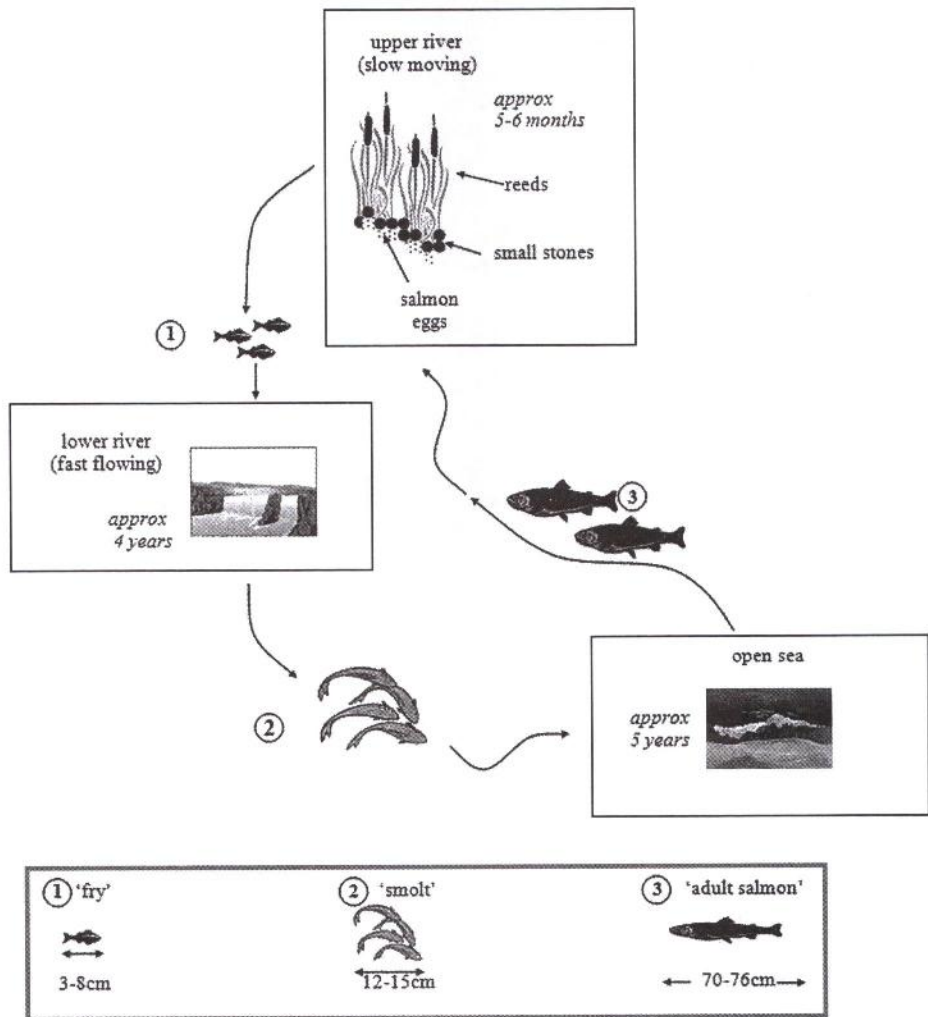 upper river
(slow moving)
approx
5-6 months
reeds
small stones
salmon
eggs
1
lower river
(fast flowing)
approx
4 years
3
2
open sea
approx
5 years
1 'fry'
3-8cm
2 'smolt'
12-15cm
3 'adult salmon'
70-76cm